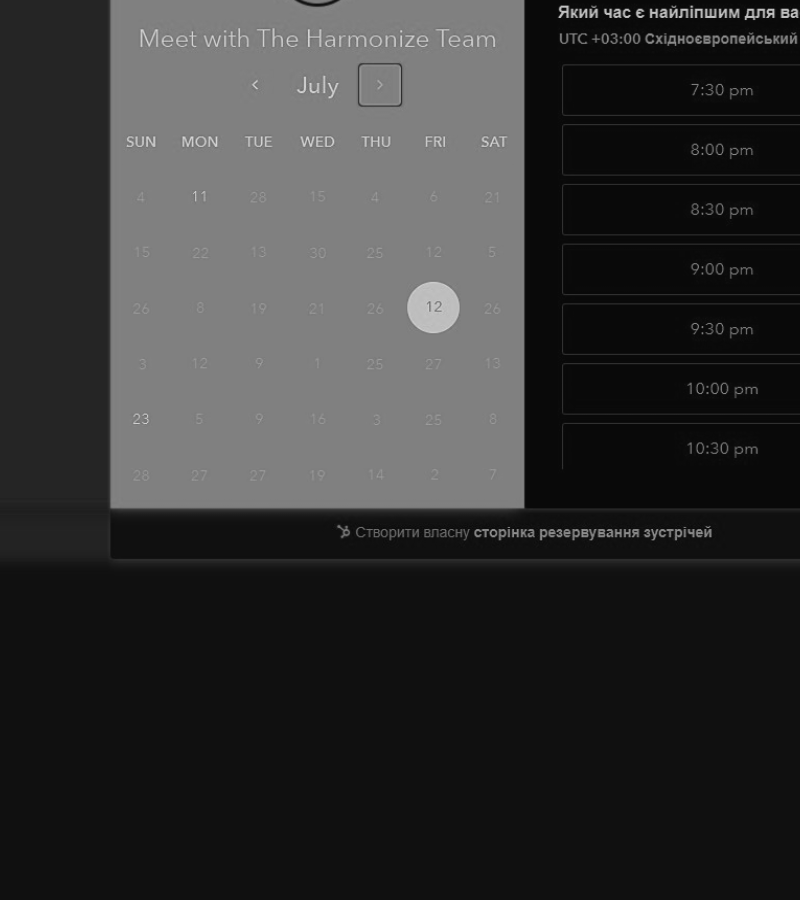 Meet with The Harmonize Team
July
SUN MON TUE WED THU FRI SAT
4 11 28 15 4 6 21
15 22 13 30 25 12 5
26 8 19 21 26 12 26
3 12 9 1 25 27 13
23 5 9 16 3 25 8
28 27 27 19 14 2 7
Який час є найліпшим для ва
UTC +03:00 Східноєвропейський
7:30 pm
8:00 pm
8:30 pm
9:00 pm
9:30 pm
10:00 pm
10:30 pm
Створити власну сторінка резервування зустрічей